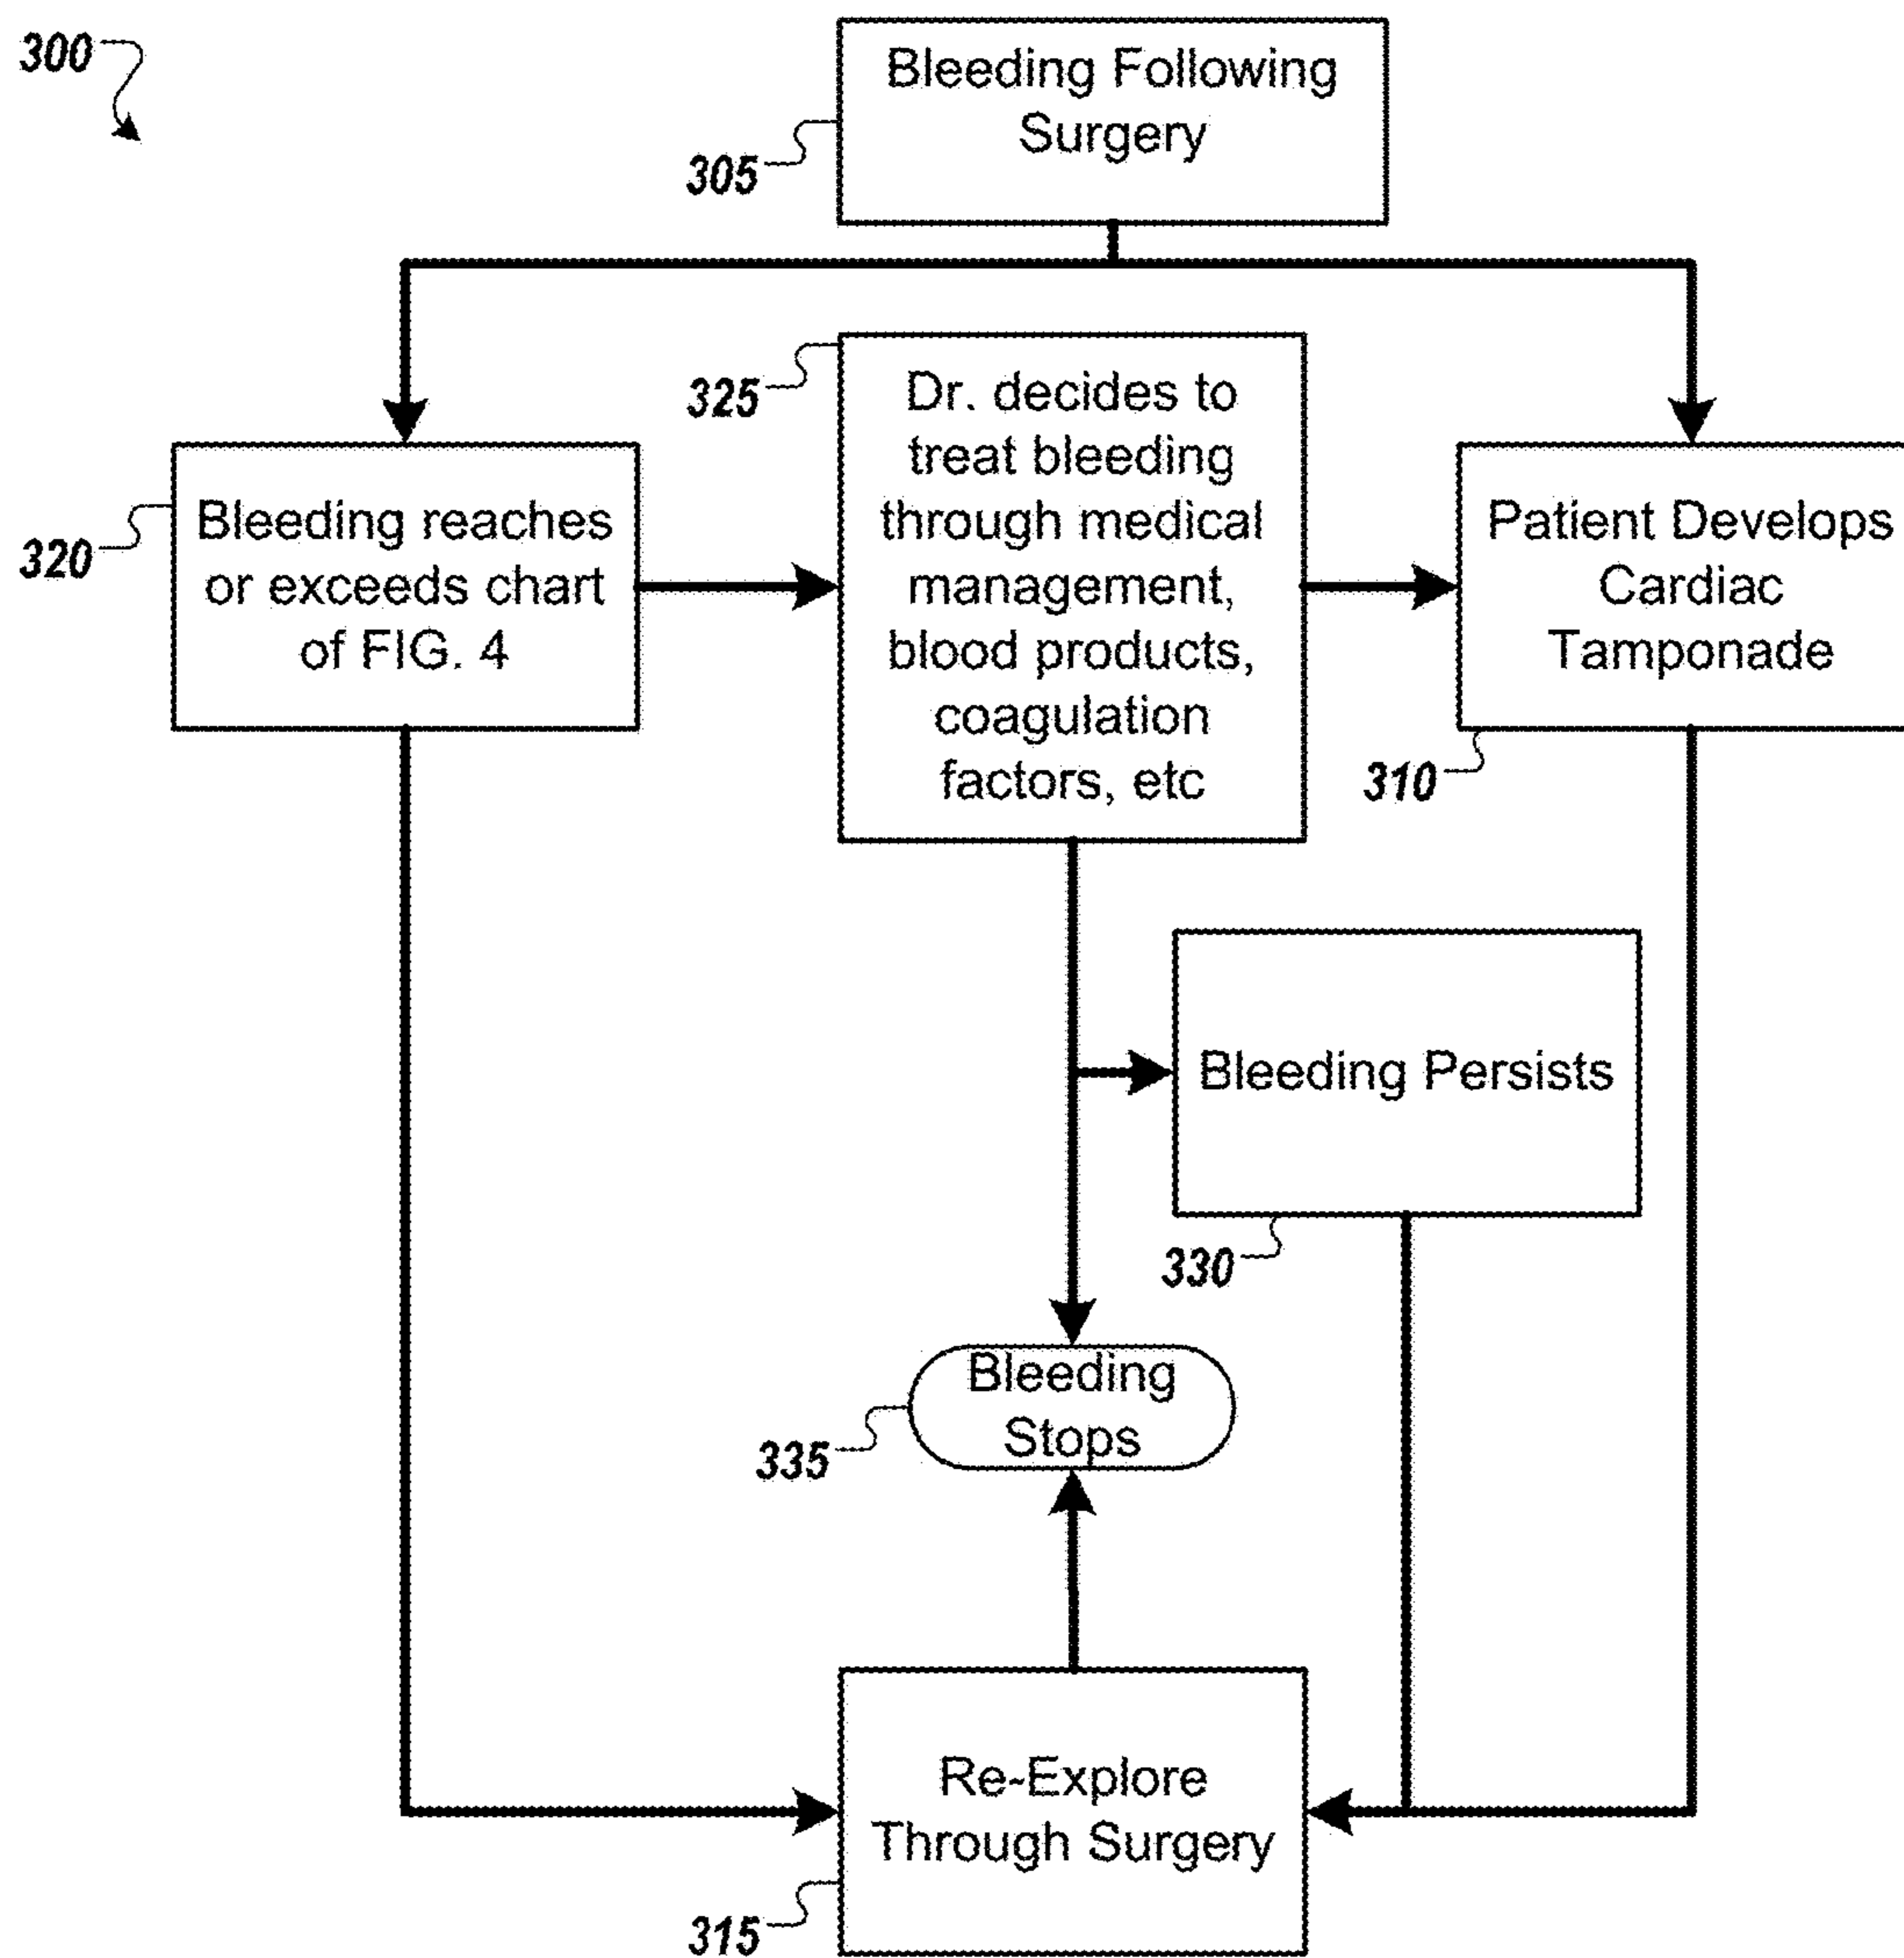 300
Bleeding Following
Surgery
305
325
Dr. decides to
treat bleeding
through medical
management,
blood products,
coagulation
factors, etc
320
Bleeding reaches
or exceeds chart
of FIG. 4
Patient Develops
Cardiac
Tamponade
310
Bleeding Persists
330
Bleeding
Stops
335
Re-Explore
Through Surgery
315